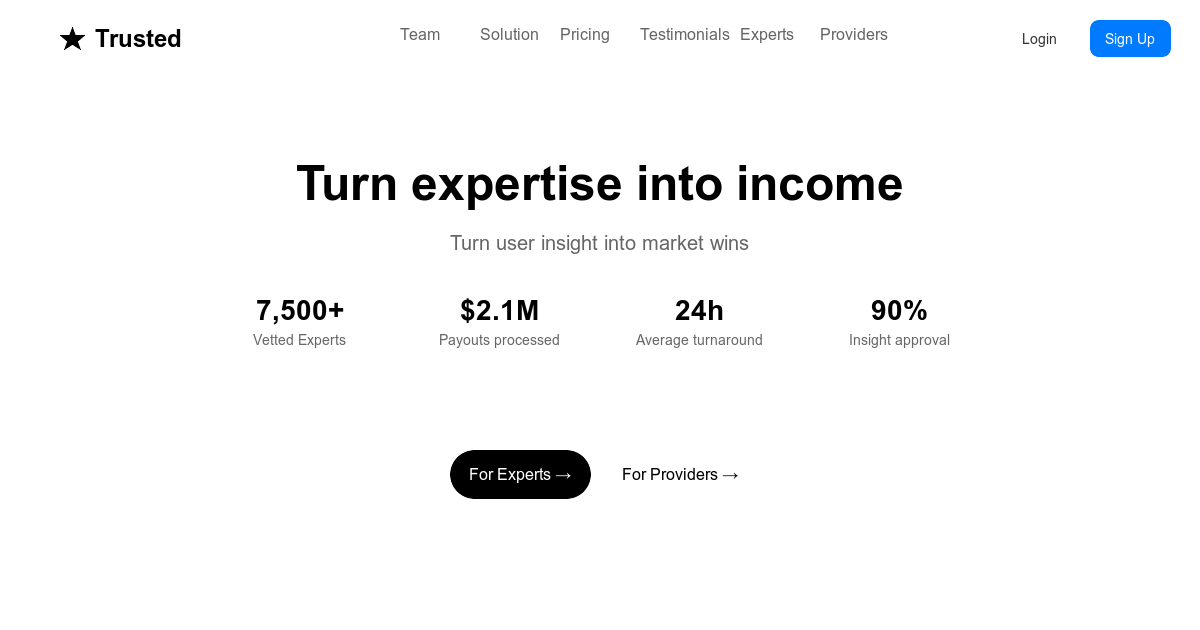 ★ Trusted
Team Solution Pricing Testimonials Experts Providers
Login Sign Up
Turn expertise into income
Turn user insight into market wins
7,500+ $2.1M 24h 90%
Vetted Experts Payouts processed Average turnaround Insight approval
For Experts → For Providers →